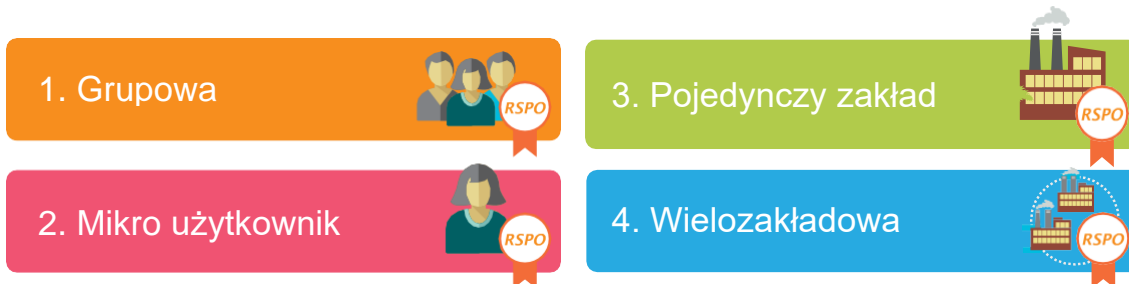 1. Grupowa
RSPO
2. Mikro użytkownik
RSPO
3. Pojedynczy zakład
RSPO
4. Wielozakładowa
RSPO